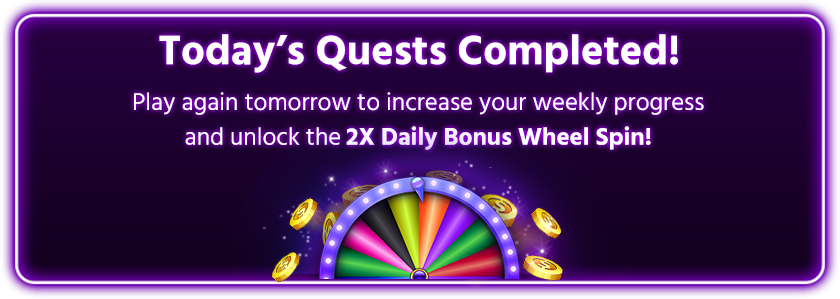 Today’s Quests Completed!
Play again tomorrow to increase your weekly progress
and unlock the 2X Daily Bonus Wheel Spin!